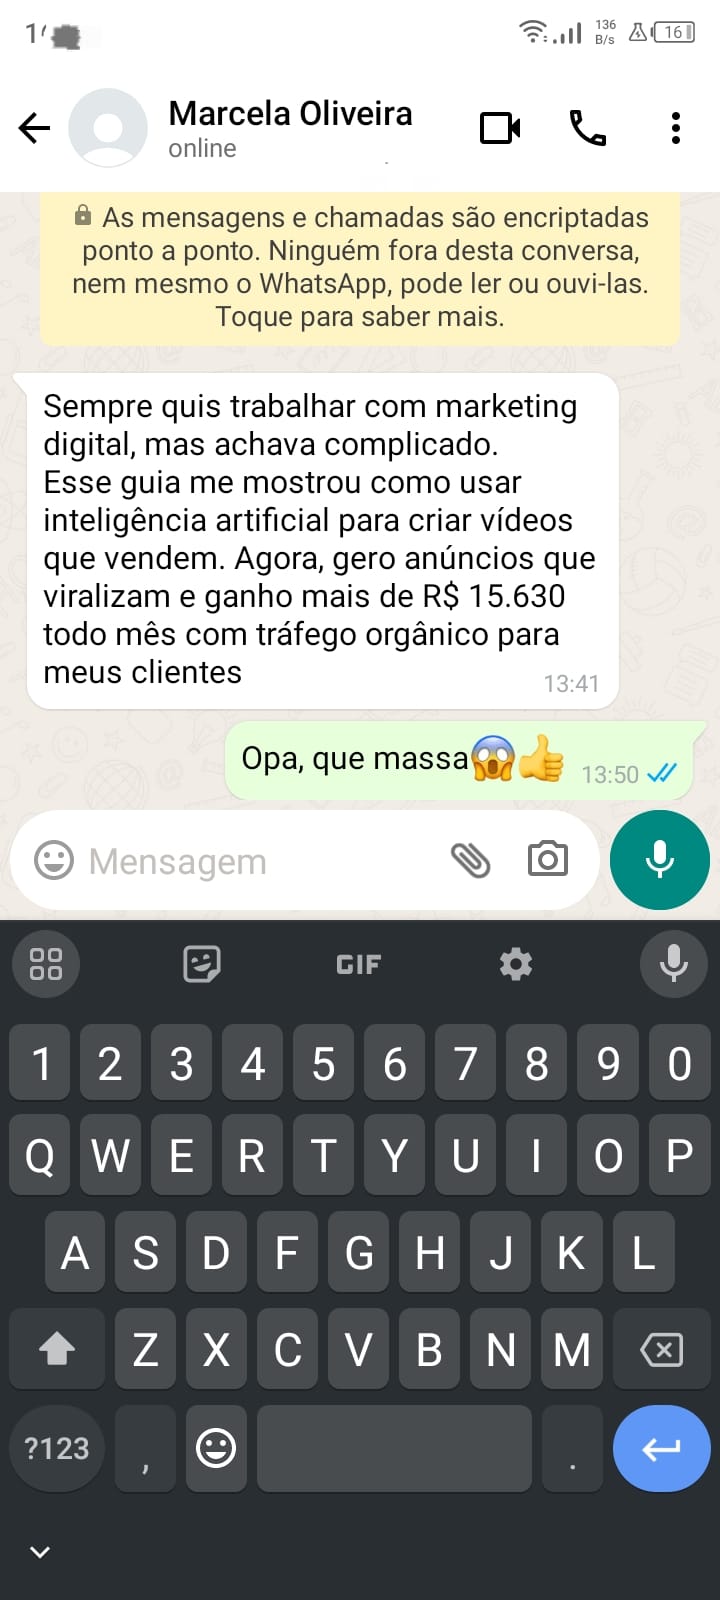 136
B/s
16
Marcela Oliveira
online
As mensagens e chamadas são encriptadas
ponto a ponto. Ninguém fora desta conversa,
nem mesmo o WhatsApp, pode ler ou ouvi-las.
Toque para saber mais.
Sempre quis trabalhar com marketing
digital, mas achava complicado.
Esse guia me mostrou como usar
inteligência artificial para criar vídeos
que vendem. Agora, gero anúncios que
viralizam e ganho mais de R$ 15.630
todo mês com tráfego orgânico para
meus clientes
13:41
Opa, que massa😱👍 13:50
Mensagem
GIF
1 2 3 4 5 6 7 8 9 0
Q W E R T Y U I O P
A S D F G H J K L
Z X C V B N M
?123 , .